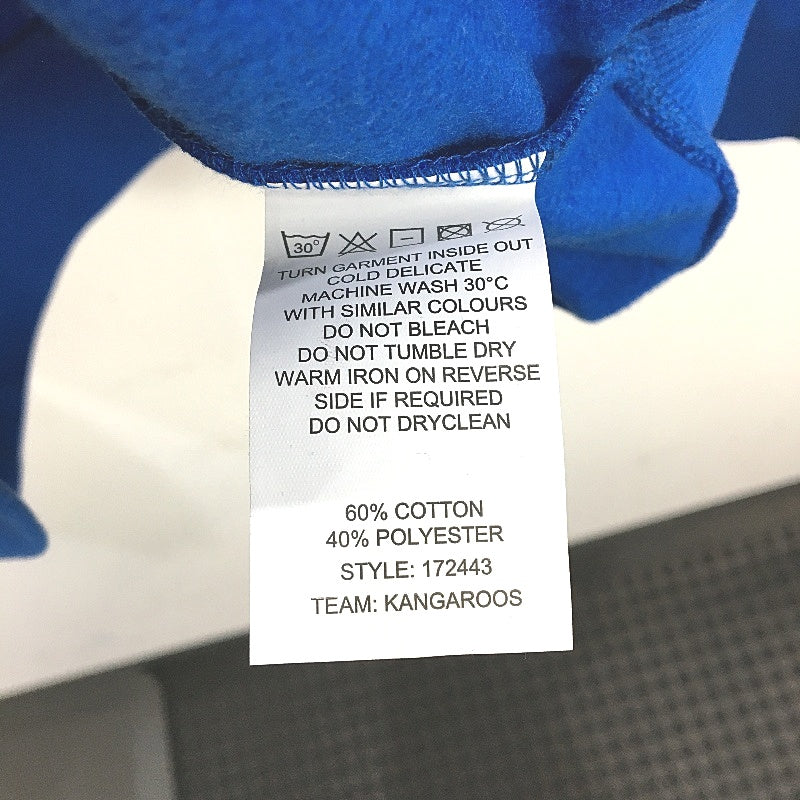 30°
TURN GARMENT INSIDE OUT
COLD DELICATE
MACHINE WASH 30°C
WITH SIMILAR COLOURS
DO NOT BLEACH
DO NOT TUMBLE DRY
WARM IRON ON REVERSE
SIDE IF REQUIRED
DO NOT DRYCLEAN
60% COTTON
40% POLYESTER
STYLE: 172443
TEAM: KANGAROOS